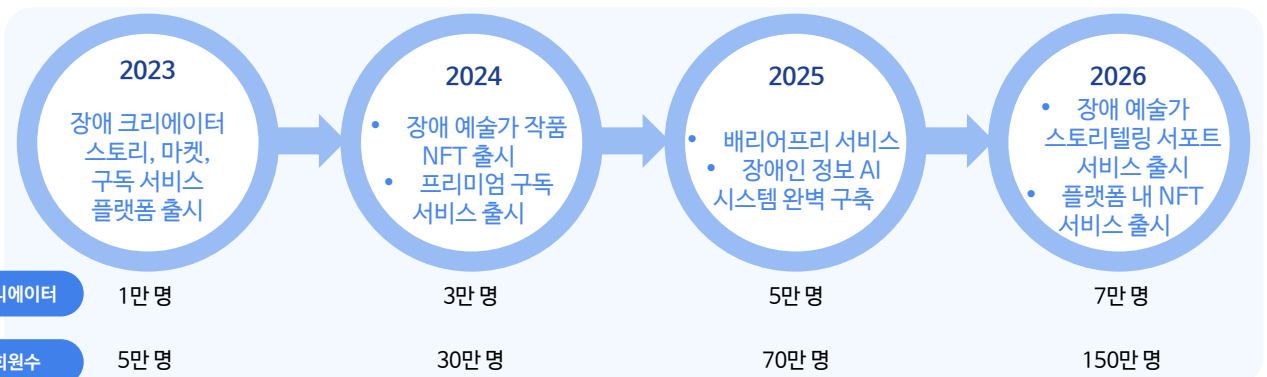 2023
장애 크리에이터
스토리, 마켓,
구독 서비스
플랫폼 출시
2024
• 장애 예술가 작품
NFT 출시
• 프리미엄 구독
서비스 출시
2025
• 배리어프리 서비스
• 장애인 정보 AI
시스템 완벽 구축
2026
• 장애 예술가
스토리텔링 서포트
서비스 출시
• 플랫폼 내 NFT
서비스 출시
에이터 1만 명 3만 명 5만 명 7만 명
회원수 5만 명 30만 명 70만 명 150만 명